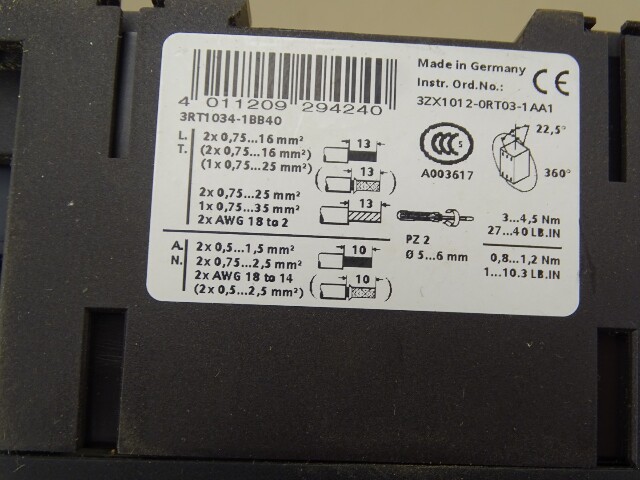 4 011209 294240
3RT1034-1BB40
Made in Germany
Instr. Ord.No.:
CE
3ZX1012-0RT03-1AA1
CCC S
A003617
22,5°
360°
L. 2x 0,75...16 mm²
T. (2x 0,75...16 mm²)
(1x 0,75...25 mm²)
13
( 13 )
2x 0,75...25 mm²
1x 0,75...35 mm²
2x AWG 18 to 2
13
3...4,5 Nm
27...40 LB.IN
A. 2x 0,5...1,5 mm²
N. 2x 0,75...2,5 mm²
2x AWG 18 to 14
(2x 0,5...2,5 mm²)
10
( 10 )
PZ 2
Ø 5...6 mm
0,8...1,2 Nm
1...10.3 LB.IN